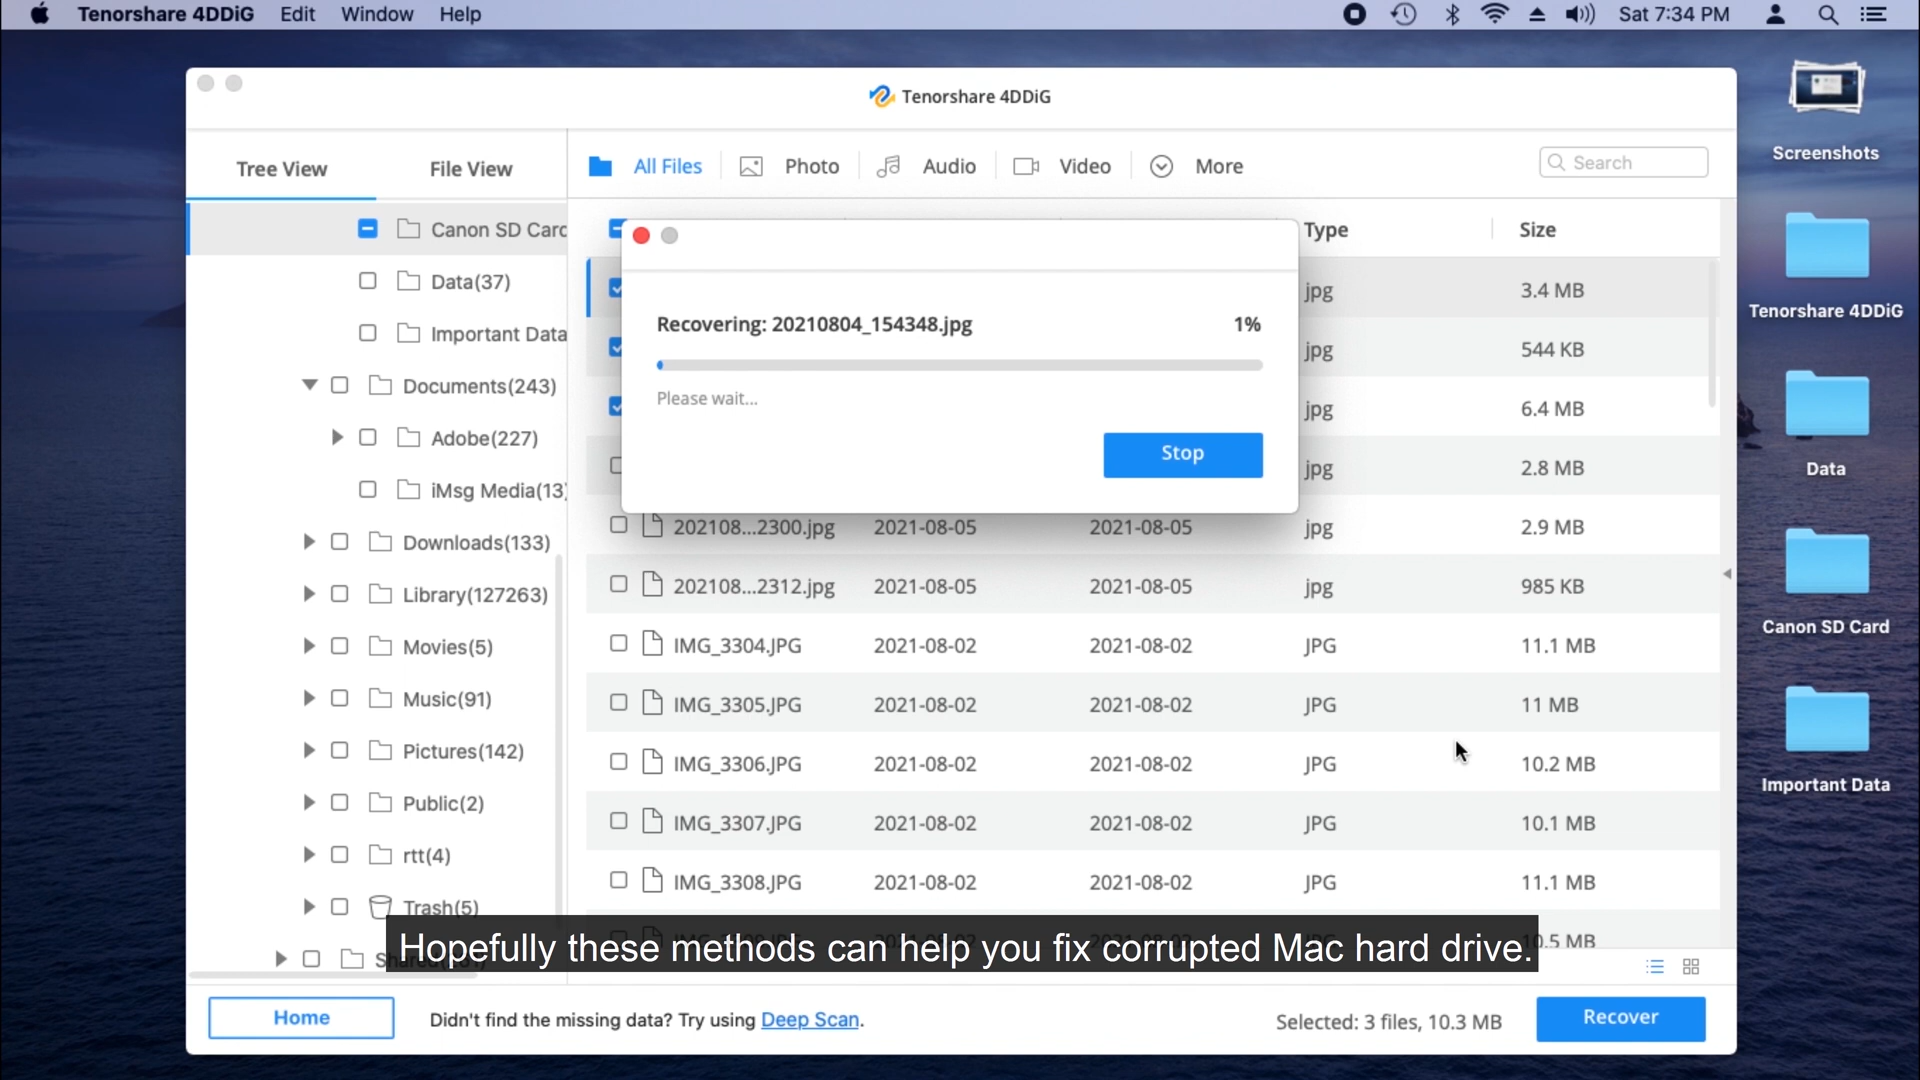 Tenorshare 4DDiG Edit Window Help
Sat 7:34 PM
Tenorshare 4DDiG
Tree View File View
All Files Photo Audio Video More
Search
Canon SD Card
Data(37)
Important Data
Documents(243)
Adobe(227)
iMsg Media(13)
Downloads(133)
Library(127263)
Movies(5)
Music(91)
Pictures(142)
Public(2)
rtt(4)
Trash(5)
Type Size
jpg 3.4 MB
jpg 544 KB
jpg 6.4 MB
jpg 2.8 MB
Recovering: 20210804_154348.jpg 1%
Please wait...
Stop
202108...2300.jpg 2021-08-05 2021-08-05 jpg 2.9 MB
202108...2312.jpg 2021-08-05 2021-08-05 jpg 985 KB
IMG_3304.JPG 2021-08-02 2021-08-02 JPG 11.1 MB
IMG_3305.JPG 2021-08-02 2021-08-02 JPG 11 MB
IMG_3306.JPG 2021-08-02 2021-08-02 JPG 10.2 MB
IMG_3307.JPG 2021-08-02 2021-08-02 JPG 10.1 MB
IMG_3308.JPG 2021-08-02 2021-08-02 JPG 11.1 MB
Hopefully these methods can help you fix corrupted Mac hard drive.
Home
Didn't find the missing data? Try using Deep Scan.
Selected: 3 files, 10.3 MB
Recover
Screenshots
Tenorshare 4DDiG
Data
Canon SD Card
Important Data